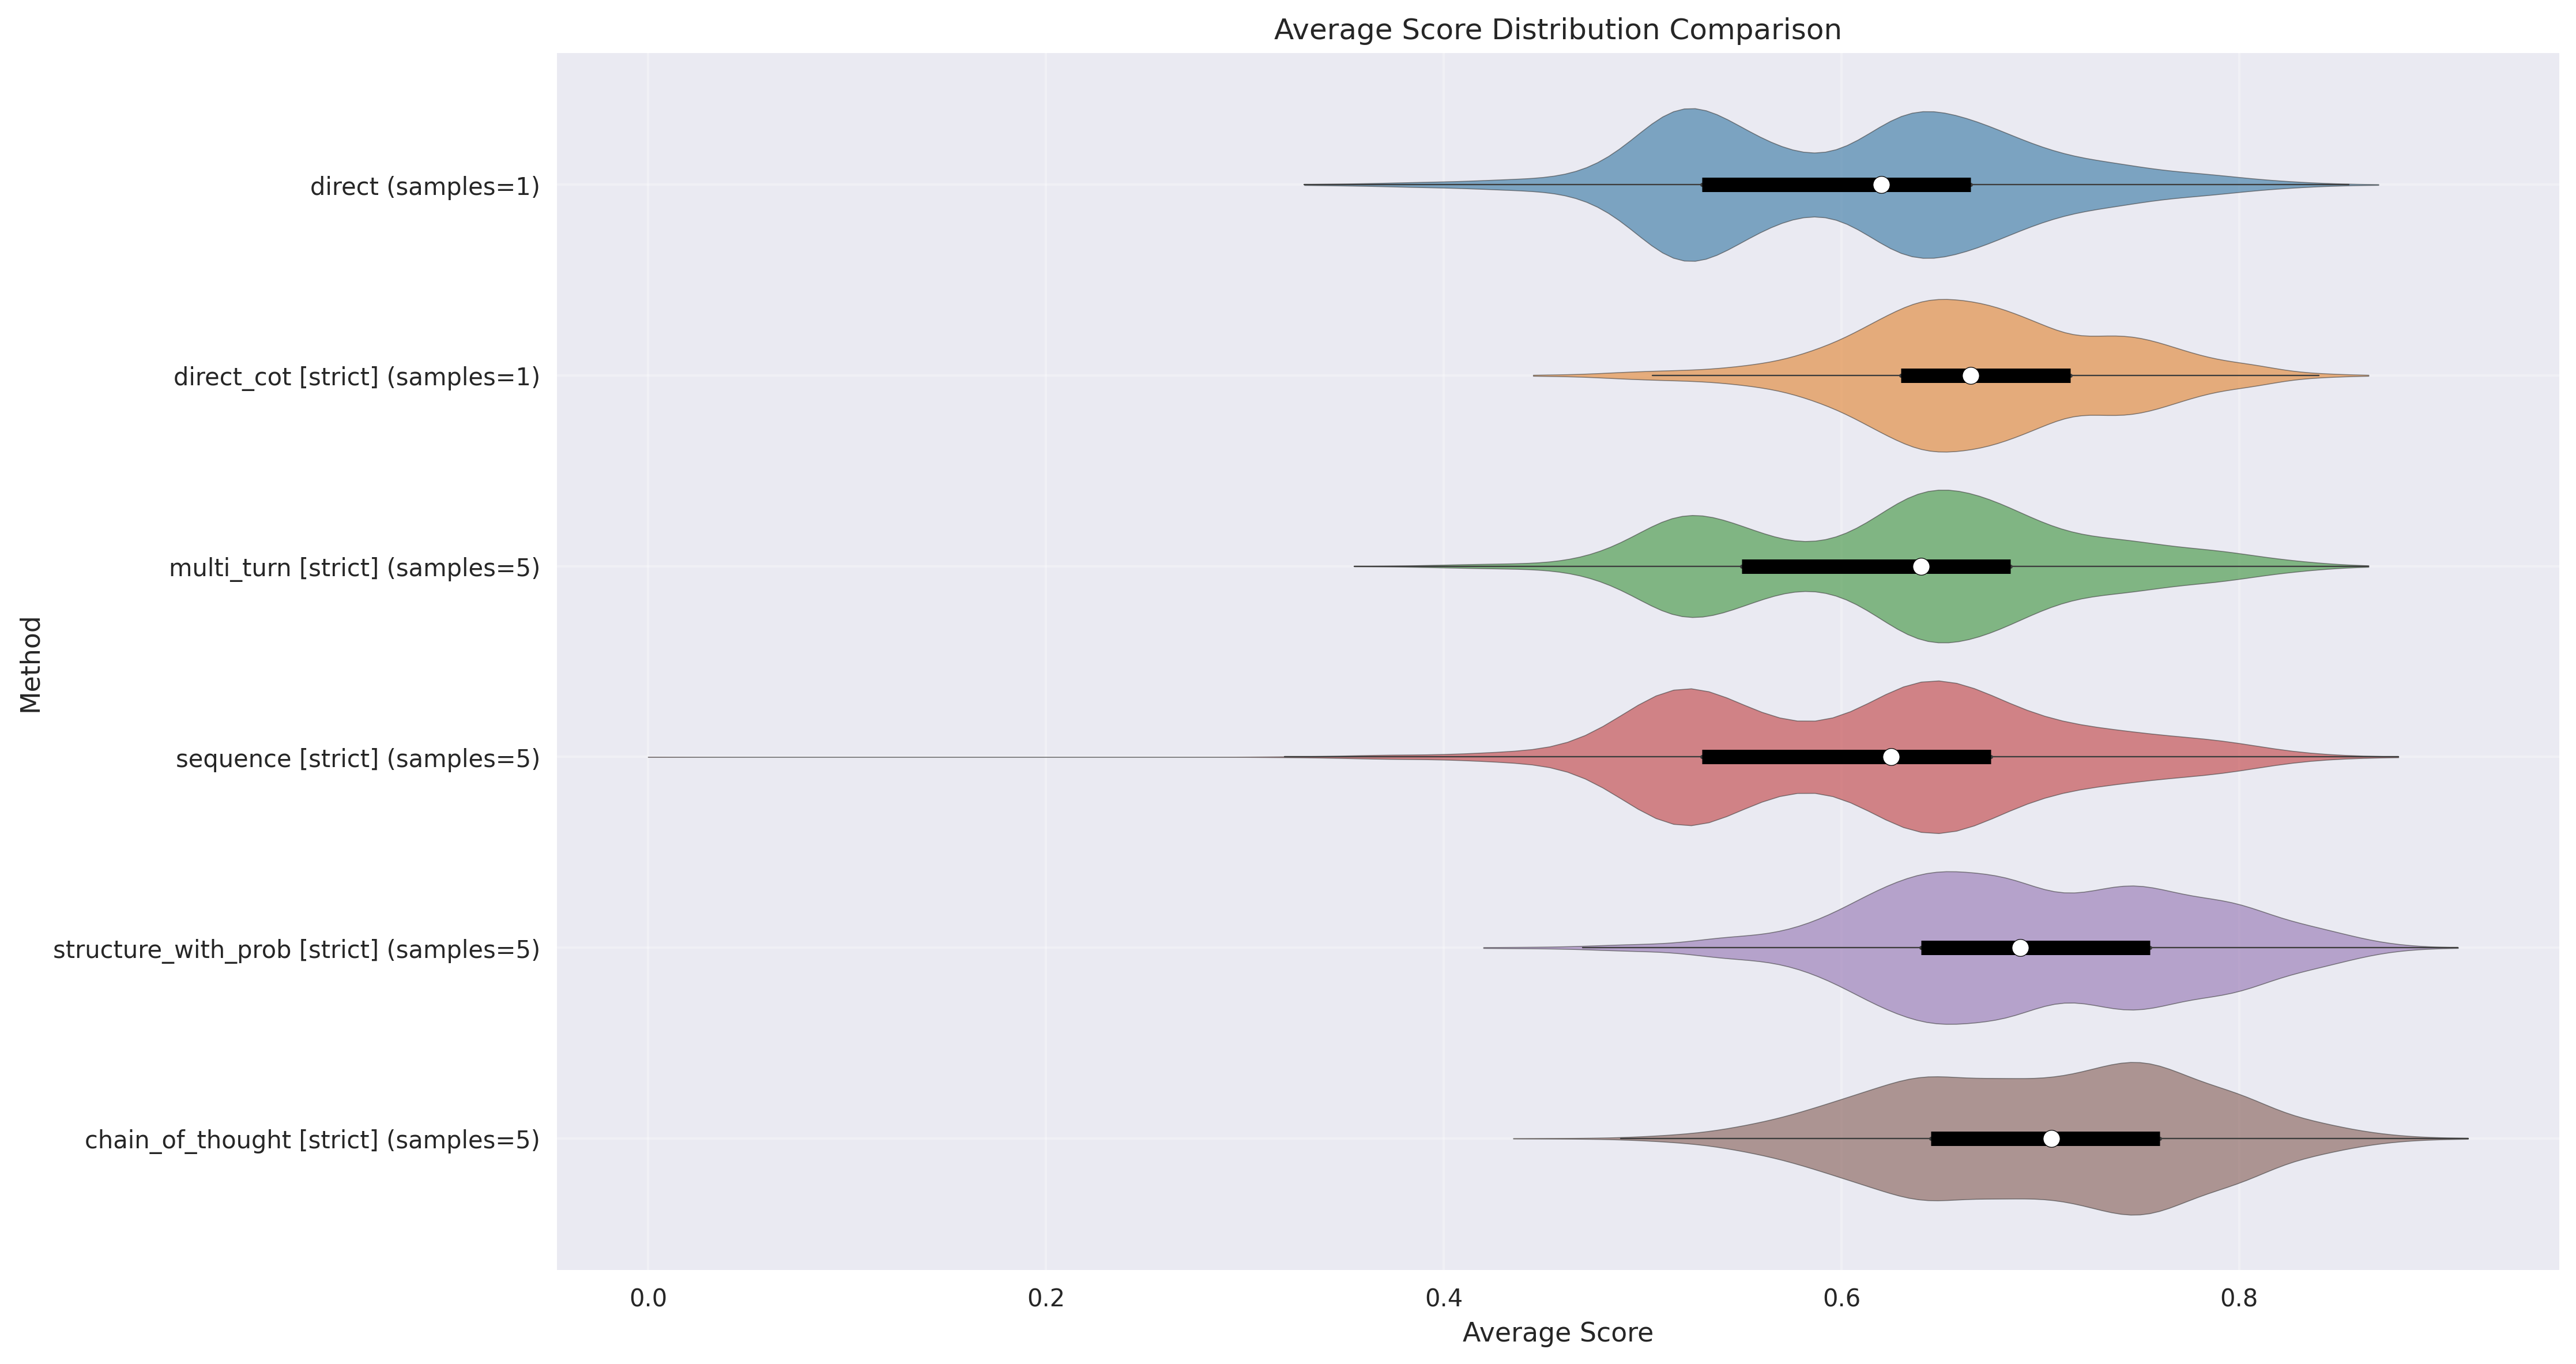 Average Score Distribution Comparison
Method
direct (samples=1)
direct_cot [strict] (samples=1)
multi_turn [strict] (samples=5)
sequence [strict] (samples=5)
structure_with_prob [strict] (samples=5)
chain_of_thought [strict] (samples=5)
0.0 0.2 0.4 0.6 0.8
Average Score